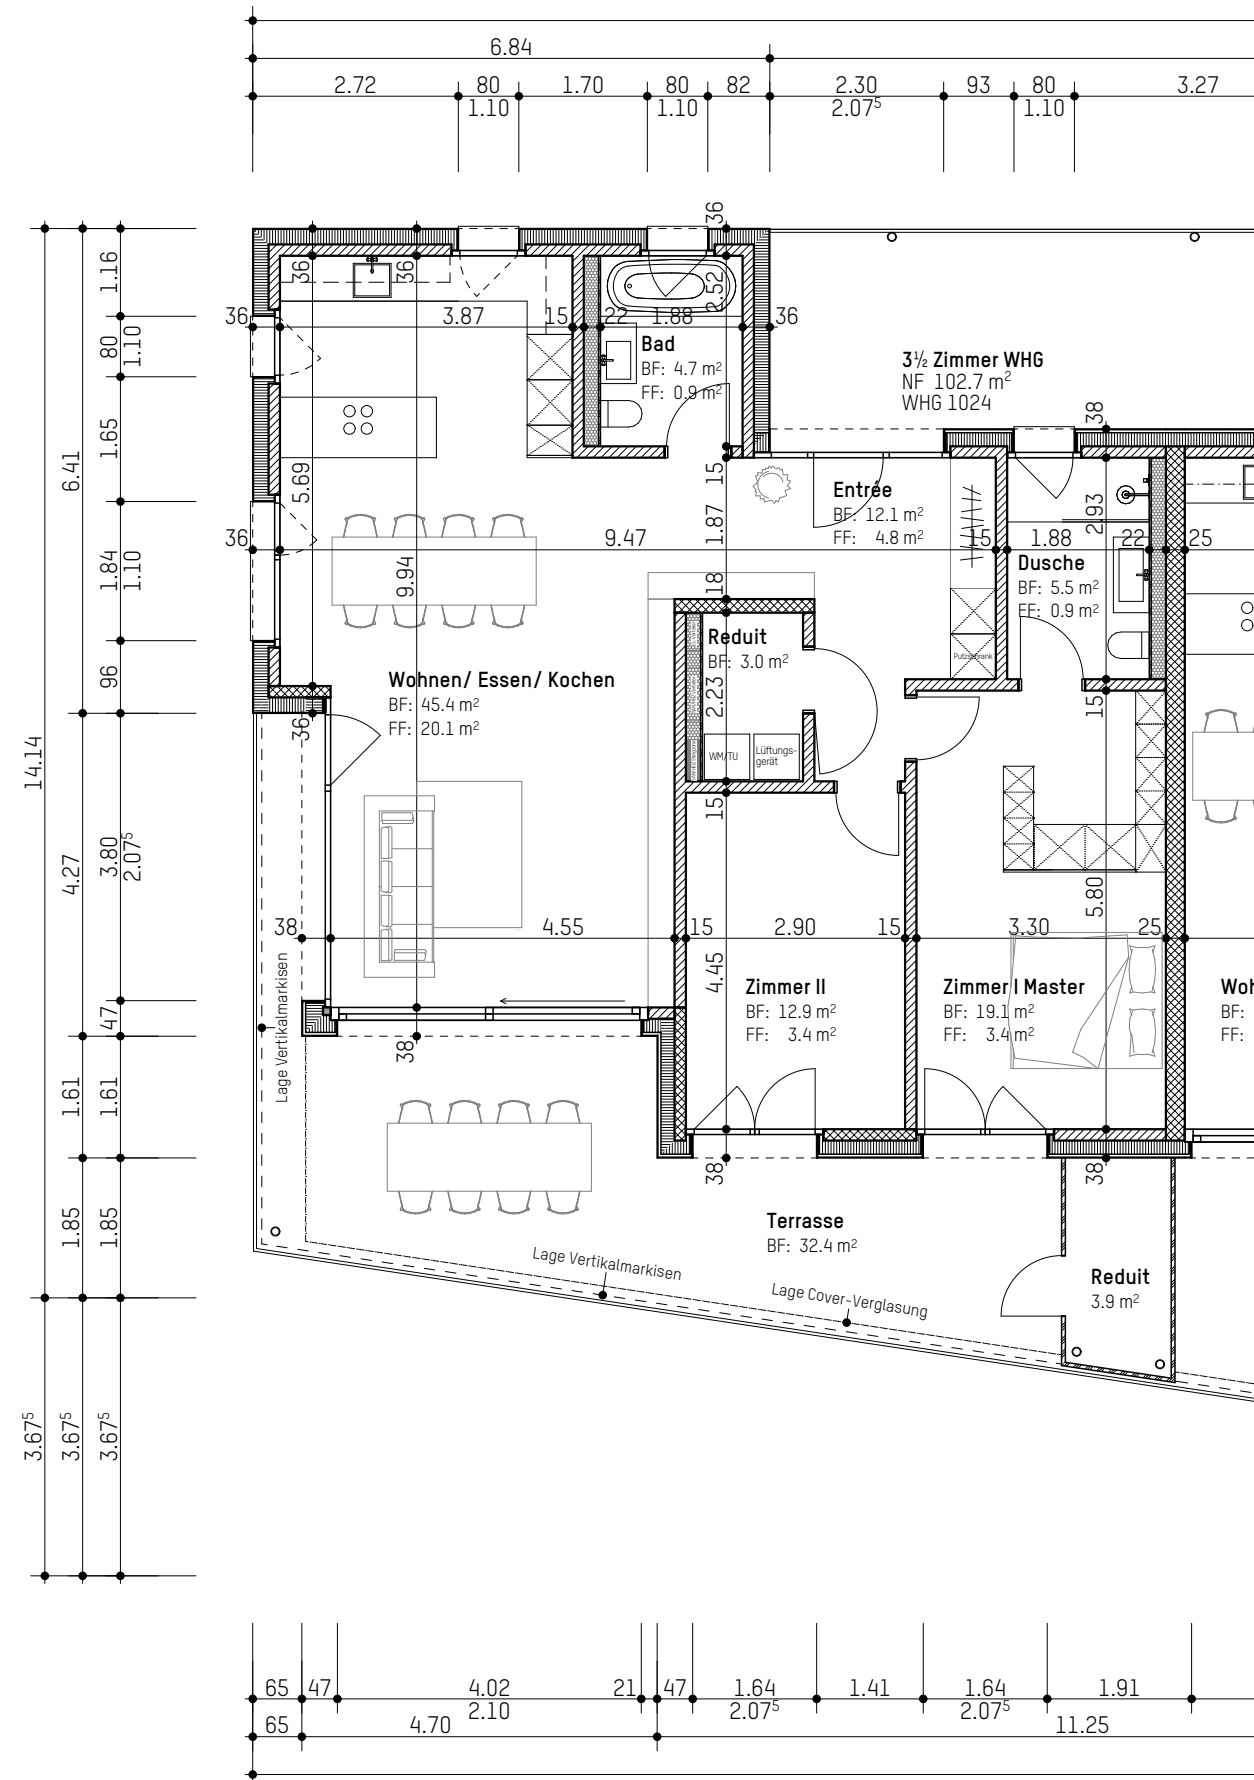 6.84
2.72 80 1.70 80 82 2.30 93 80 3.27
1.10 1.10 2.07⁵ 1.10
14.14
3.67⁵
6.41
4.27
1.61
1.85
3.67⁵
1.16
80
1.10
1.65
1.84
1.10
96
3.80
2.07⁵
47
1.61
1.85
3.67⁵
36
36 36
2.52
36 3.87 15 22 1.88 36
Bad
BF: 4.7 m²
FF: 0.9 m²
3½ Zimmer WHG
NF 102.7 m²
WHG 1024
38
5.69
15
Entrée
BF: 12.1 m²
FF: 4.8 m²
2.93
1.87
36 9.47 15 1.88 22 25
Dusche
BF: 5.5 m²
FF: 0.9 m²
9.94
18
Reduit
BF: 3.0 m²
Putzschrank
Wohnen/ Essen/ Kochen
BF: 45.4 m²
FF: 20.1 m²
2.23
15
36
WM/TU
Lüftungs-
gerät
15
5.80
38 4.55 15 2.90 15 3.30 25
4.45
Lage Vertikalmarkisen
Zimmer II
BF: 12.9 m²
FF: 3.4 m²
Zimmer I Master
BF: 19.1 m²
FF: 3.4 m²
Woh
BF:
FF:
38
38
38
Terrasse
BF: 32.4 m²
Lage Vertikalmarkisen
Lage Cover-Verglasung
Reduit
3.9 m²
65 47 4.02 21 47 1.64 1.41 1.64 1.91
2.10 2.07⁵ 2.07⁵
65 4.70 11.25